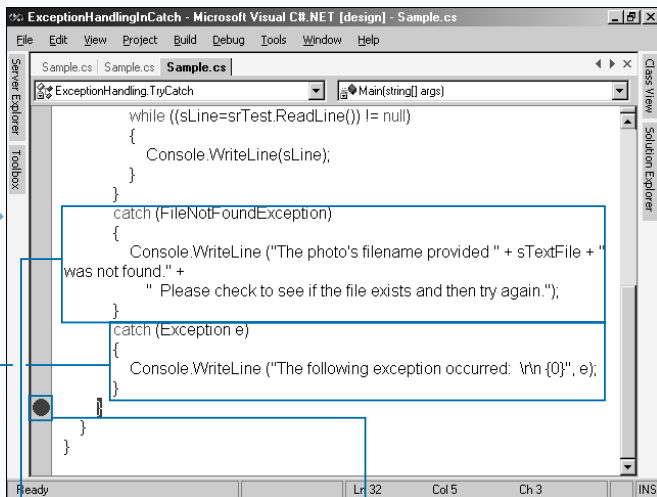 ExceptionHandlingInCatch - Microsoft Visual C#.NET [design] - Sample.cs
File Edit View Project Build Debug Tools Window Help
Sample.cs Sample.cs Sample.cs
ExceptionHandling.TryCatch Main(string[] args)
Server Explorer
Toolbox
Class View
Solution Explorer
while ((sLine=srTest.ReadLine()) != null)
{
Console.WriteLine(sLine);
}
}
catch (FileNotFoundException)
{
Console.WriteLine ("The photo's filename provided " + sTextFile + "
was not found." +
" Please check to see if the file exists and then try again.");
}
catch (Exception e)
{
Console.WriteLine ("The following exception occurred: \r\n {0}", e);
}
}
}
}
Ready Ln 32 Col 5 Ch 3 INS